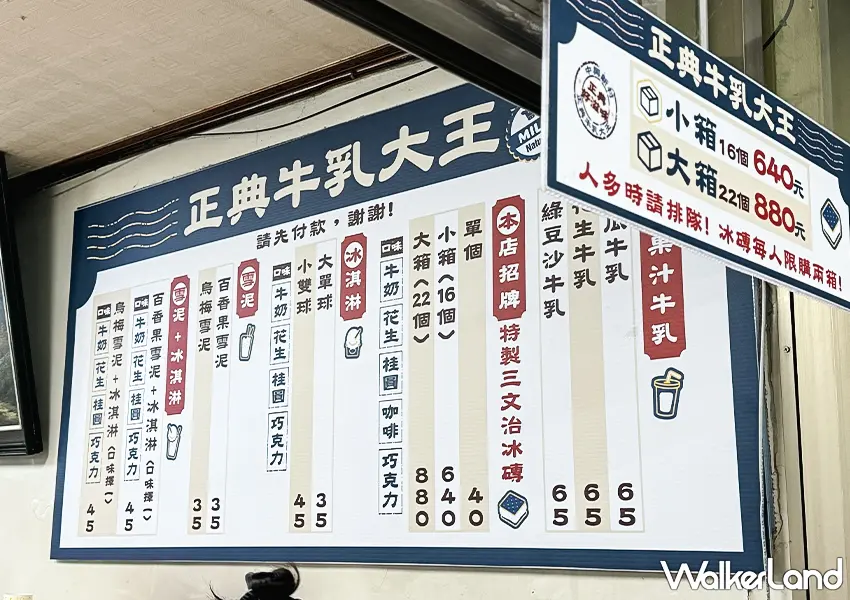 正典牛乳大王
小箱16個640元
大箱22個880元
人多時請排隊!冰磚每人限購兩箱!
正典牛乳大王
MILK
Natu
請先付款，謝謝!
果汁牛乳
瓜牛乳 65
生牛乳 65
綠豆沙牛乳 65
本店招牌 特製三文治冰磚
單個 40
小箱(16個) 640
大箱(22個) 880
口味 牛奶 花生 桂圓 咖啡 巧克力
冰淇淋
大單球 35
小雙球 45
口味 牛奶 花生 桂圓 巧克力
雪泥
百香果雪泥 35
烏梅雪泥 35
雪泥+冰淇淋
百香果雪泥+冰淇淋(口味擇一) 45
口味 牛奶 花生 桂圓 巧克力
烏梅雪泥+冰淇淋(口味擇一) 45
口味 牛奶 花生 桂圓 巧克力
WALKERLAND